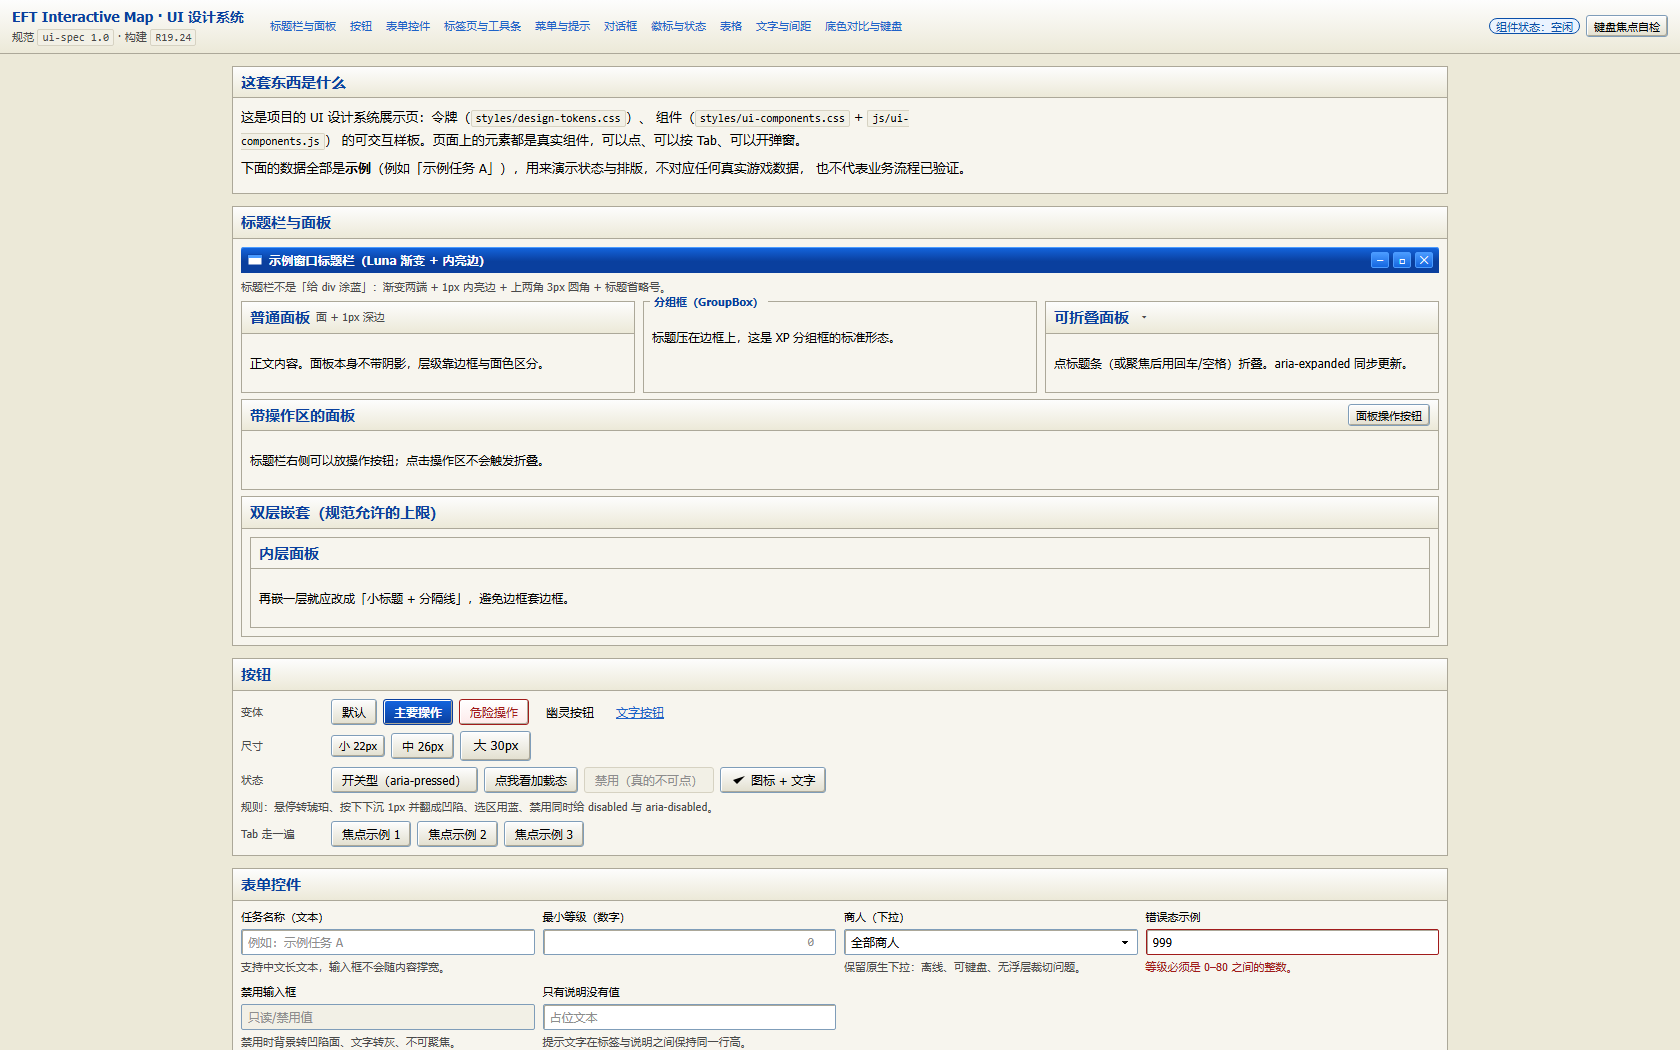 EFT Interactive Map · UI 设计系统
规范 ui-spec 1.0 · 构建 R19.24
标题栏与面板 按钮 表单控件 标签页与工具条 菜单与提示 对话框 徽标与状态 表格 文字与间距 底色对比与键盘
组件状态：空闲 键盘焦点自检
这套东西是什么
这是项目的 UI 设计系统展示页：令牌（styles/design-tokens.css）、 组件（styles/ui-components.css + js/ui-
components.js） 的可交互样板。页面上的元素都是真实组件，可以点、可以按 Tab、可以开弹窗。
下面的数据全部是示例（例如「示例任务 A」），用来演示状态与排版，不对应任何真实游戏数据， 也不代表业务流程已验证。
标题栏与面板
示例窗口标题栏（Luna 渐变 + 内亮边）
标题栏不是「给 div 涂蓝」：渐变两端 + 1px 内亮边 + 上两角 3px 圆角 + 标题省略号。
普通面板 面 + 1px 深边
正文内容。面板本身不带阴影，层级靠边框与面色区分。
分组框（GroupBox）
标题压在边框上，这是 XP 分组框的标准形态。
可折叠面板
点标题条（或聚焦后用回车/空格）折叠。aria-expanded 同步更新。
带操作区的面板 面板操作按钮
标题栏右侧可以放操作按钮；点击操作区不会触发折叠。
双层嵌套（规范允许的上限）
内层面板
再嵌一层就应改成「小标题 + 分隔线」，避免边框套边框。
按钮
变体 默认 主要操作 危险操作 幽灵按钮 文字按钮
尺寸 小 22px 中 26px 大 30px
状态 开关型（aria-pressed） 点我看加载态 禁用（真的不可点） 图标 + 文字
规则：悬停转琥珀、按下下沉 1px 并翻成凹陷、选区用蓝、禁用同时给 disabled 与 aria-disabled。
Tab 走一遍 焦点示例 1 焦点示例 2 焦点示例 3
表单控件
任务名称（文本） 最小等级（数字） 商人（下拉） 错误态示例
例如：示例任务 A 0 全部商人 999
支持中文长文本，输入框不会随内容撑宽。 保留原生下拉：离线、可键盘、无浮层裁切问题。 等级必须是 0–80 之间的整数。
禁用输入框 只有说明没有值
只读/禁用值 占位文本
禁用时背景转凹陷面、文字转灰、不可聚焦。 提示文字在标签与说明之间保持同一行高。